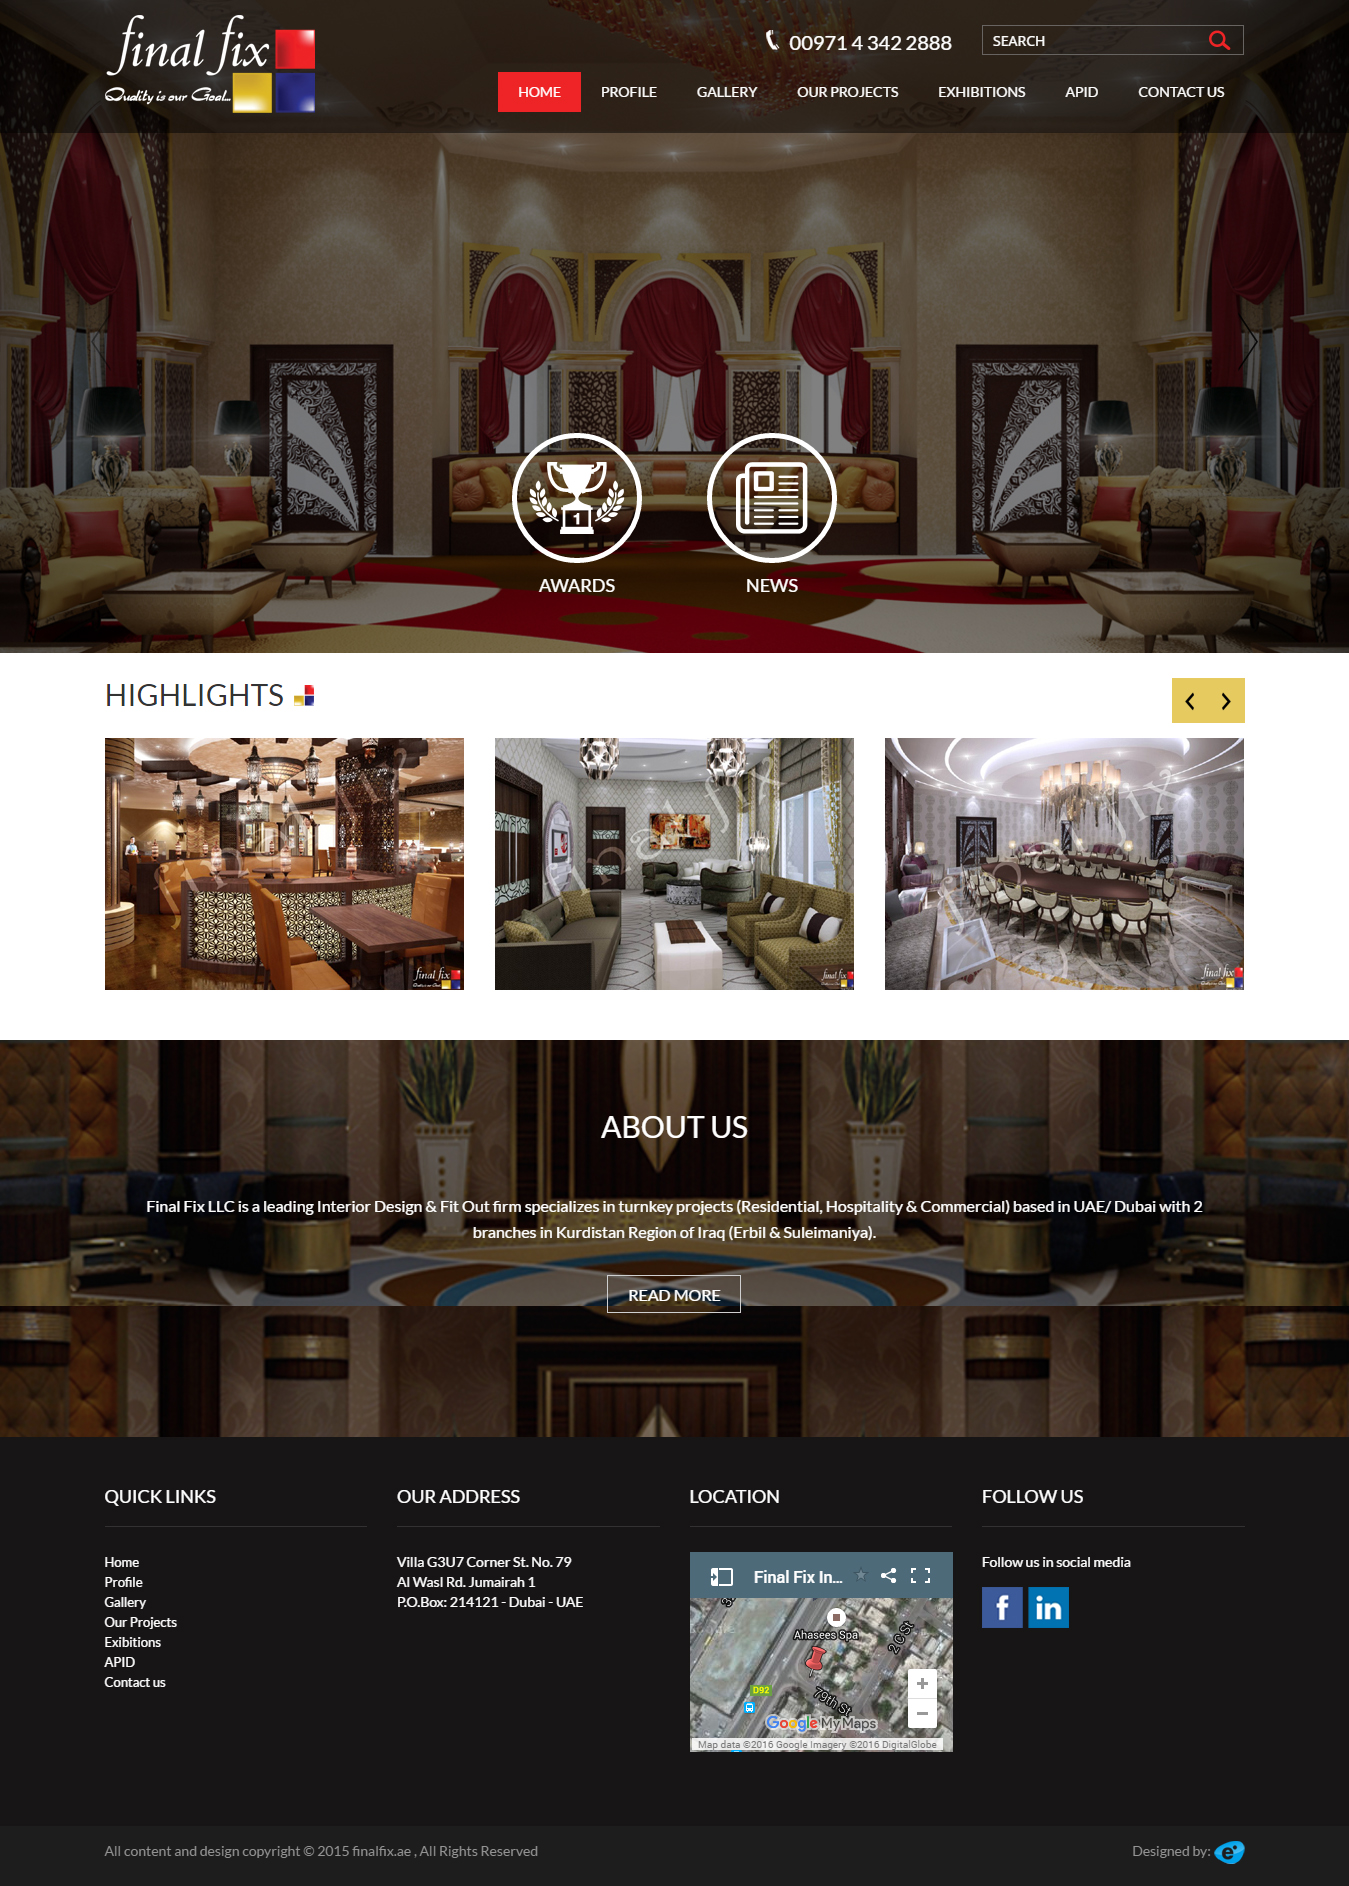 final fix
Quality is our Goal...
00971 4 342 2888
SEARCH
HOME
PROFILE
GALLERY
OUR PROJECTS
EXHIBITIONS
APID
CONTACT US
1
AWARDS
NEWS
HIGHLIGHTS
final fix
final fix
final fix
final fix
final fix
final fix
ABOUT US
Final Fix LLC is a leading Interior Design & Fit Out firm specializes in turnkey projects (Residential, Hospitality & Commercial) based in UAE/ Dubai with 2
branches in Kurdistan Region of Iraq (Erbil & Suleimaniya).
READ MORE
QUICK LINKS
Home
Profile
Gallery
Our Projects
Exibitions
APID
Contact us
OUR ADDRESS
Villa G3U7 Corner St. No. 79
Al Wasl Rd. Jumairah 1
P.O.Box: 214121 - Dubai - UAE
LOCATION
Final Fix In...
Ahasees Spa
2 C St
D92
79th St
Google My Maps
Map data ©2016 Google Imagery ©2016 DigitalGlobe
FOLLOW US
Follow us in social media
f
in
All content and design copyright © 2015 finalfix.ae , All Rights Reserved
Designed by:
e